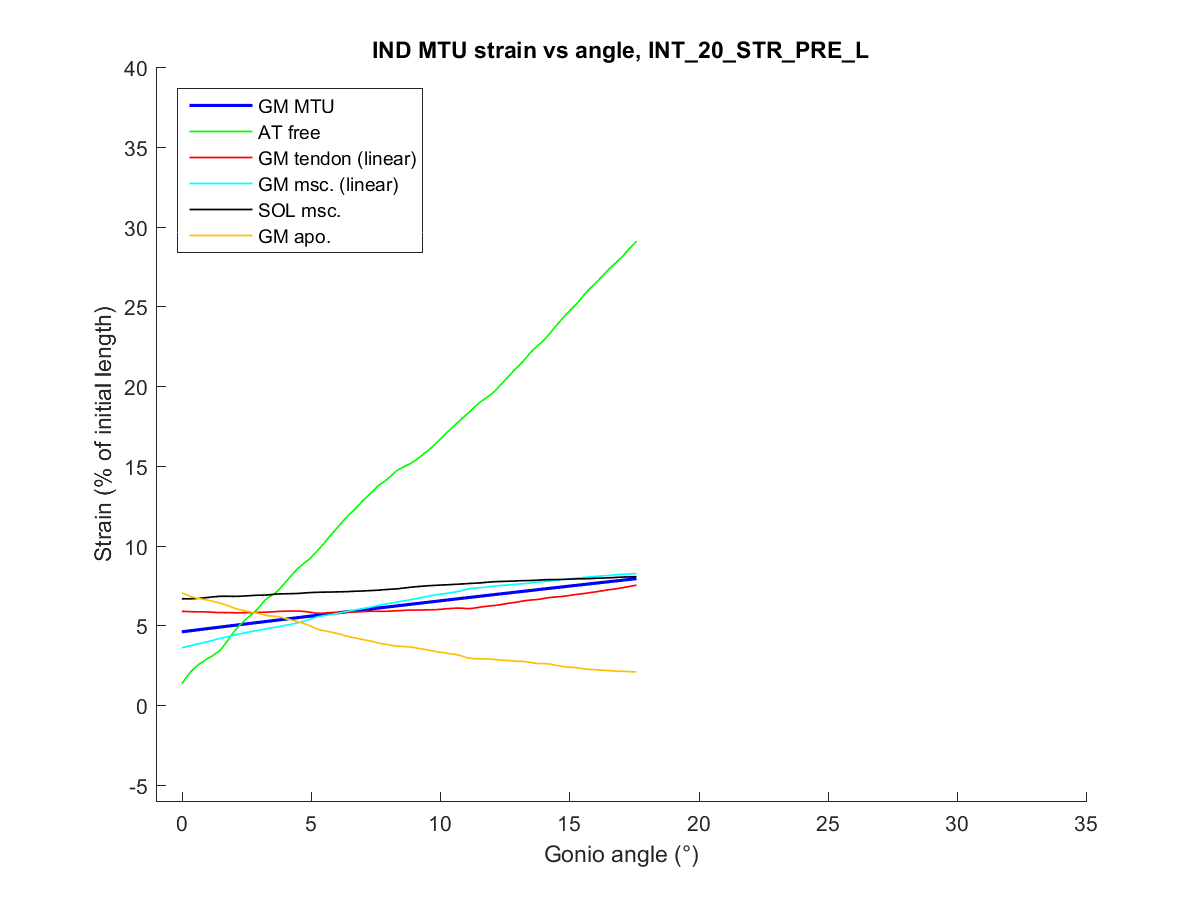 IND MTU strain vs angle, INT_20_STR_PRE_L
40
35
30
25
20
15
10
5
0
-5
Strain (% of initial length)
GM MTU
AT free
GM tendon (linear)
GM msc. (linear)
SOL msc.
GM apo.
0 5 10 15 20 25 30 35
Gonio angle (°)